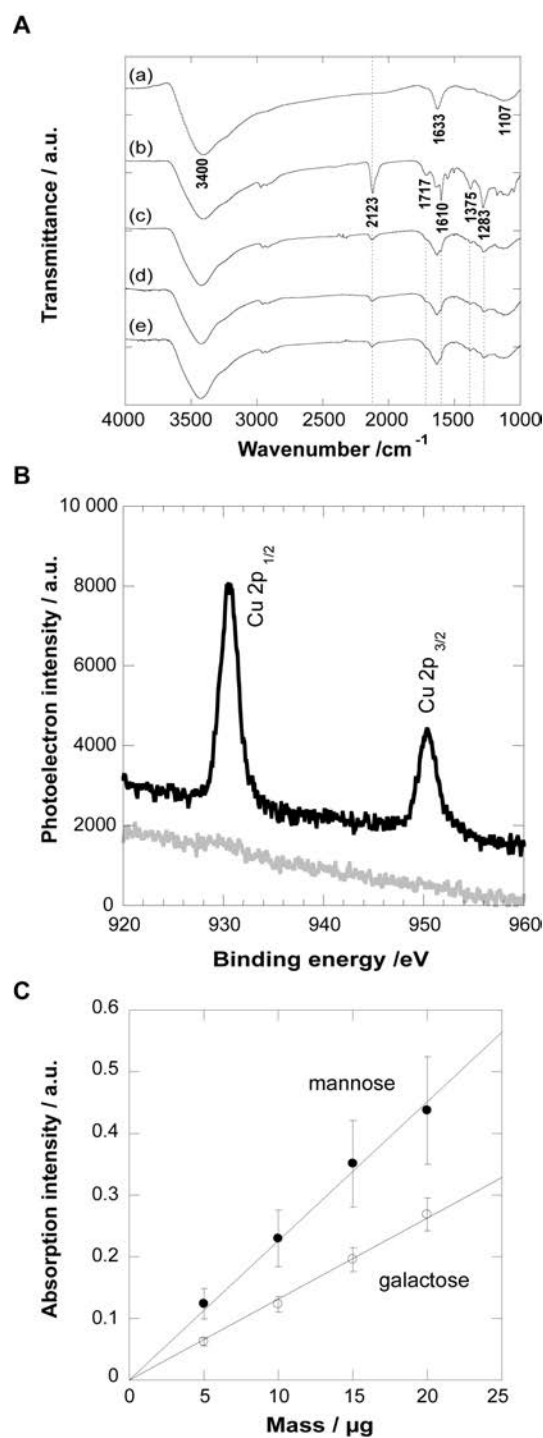 A
(a)
1633
1107
3400
(b)
2123
1717
1610
1375
1283
(c)
(d)
(e)
Transmittance / a.u.
4000 3500 3000 2500 2000 1500 1000
Wavenumber /cm⁻¹
B
10 000
8000
6000
4000
2000
0
Photoelectron intensity / a.u.
Cu 2p 1/2
Cu 2p 3/2
920 930 940 950 960
Binding energy /eV
C
0.6
0.5
0.4
0.3
0.2
0.1
0
Absorption intensity / a.u.
mannose
galactose
0 5 10 15 20 25
Mass / µg